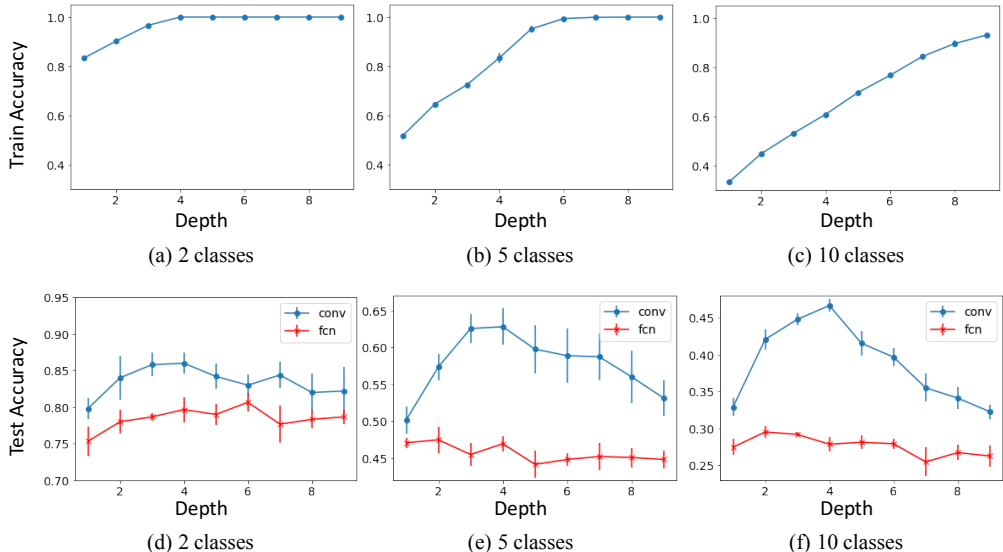 Train Accuracy
1.0
0.8
0.6
0.4
2 4 6 8
Depth
(a) 2 classes
1.0
0.8
0.6
0.4
2 4 6 8
Depth
(b) 5 classes
1.0
0.8
0.6
0.4
2 4 6 8
Depth
(c) 10 classes
Test Accuracy
0.95
0.90
0.85
0.80
0.75
0.70
conv
fcn
2 4 6 8
Depth
(d) 2 classes
0.65
0.60
0.55
0.50
0.45
conv
fcn
2 4 6 8
Depth
(e) 5 classes
0.45
0.40
0.35
0.30
0.25
conv
fcn
2 4 6 8
Depth
(f) 10 classes